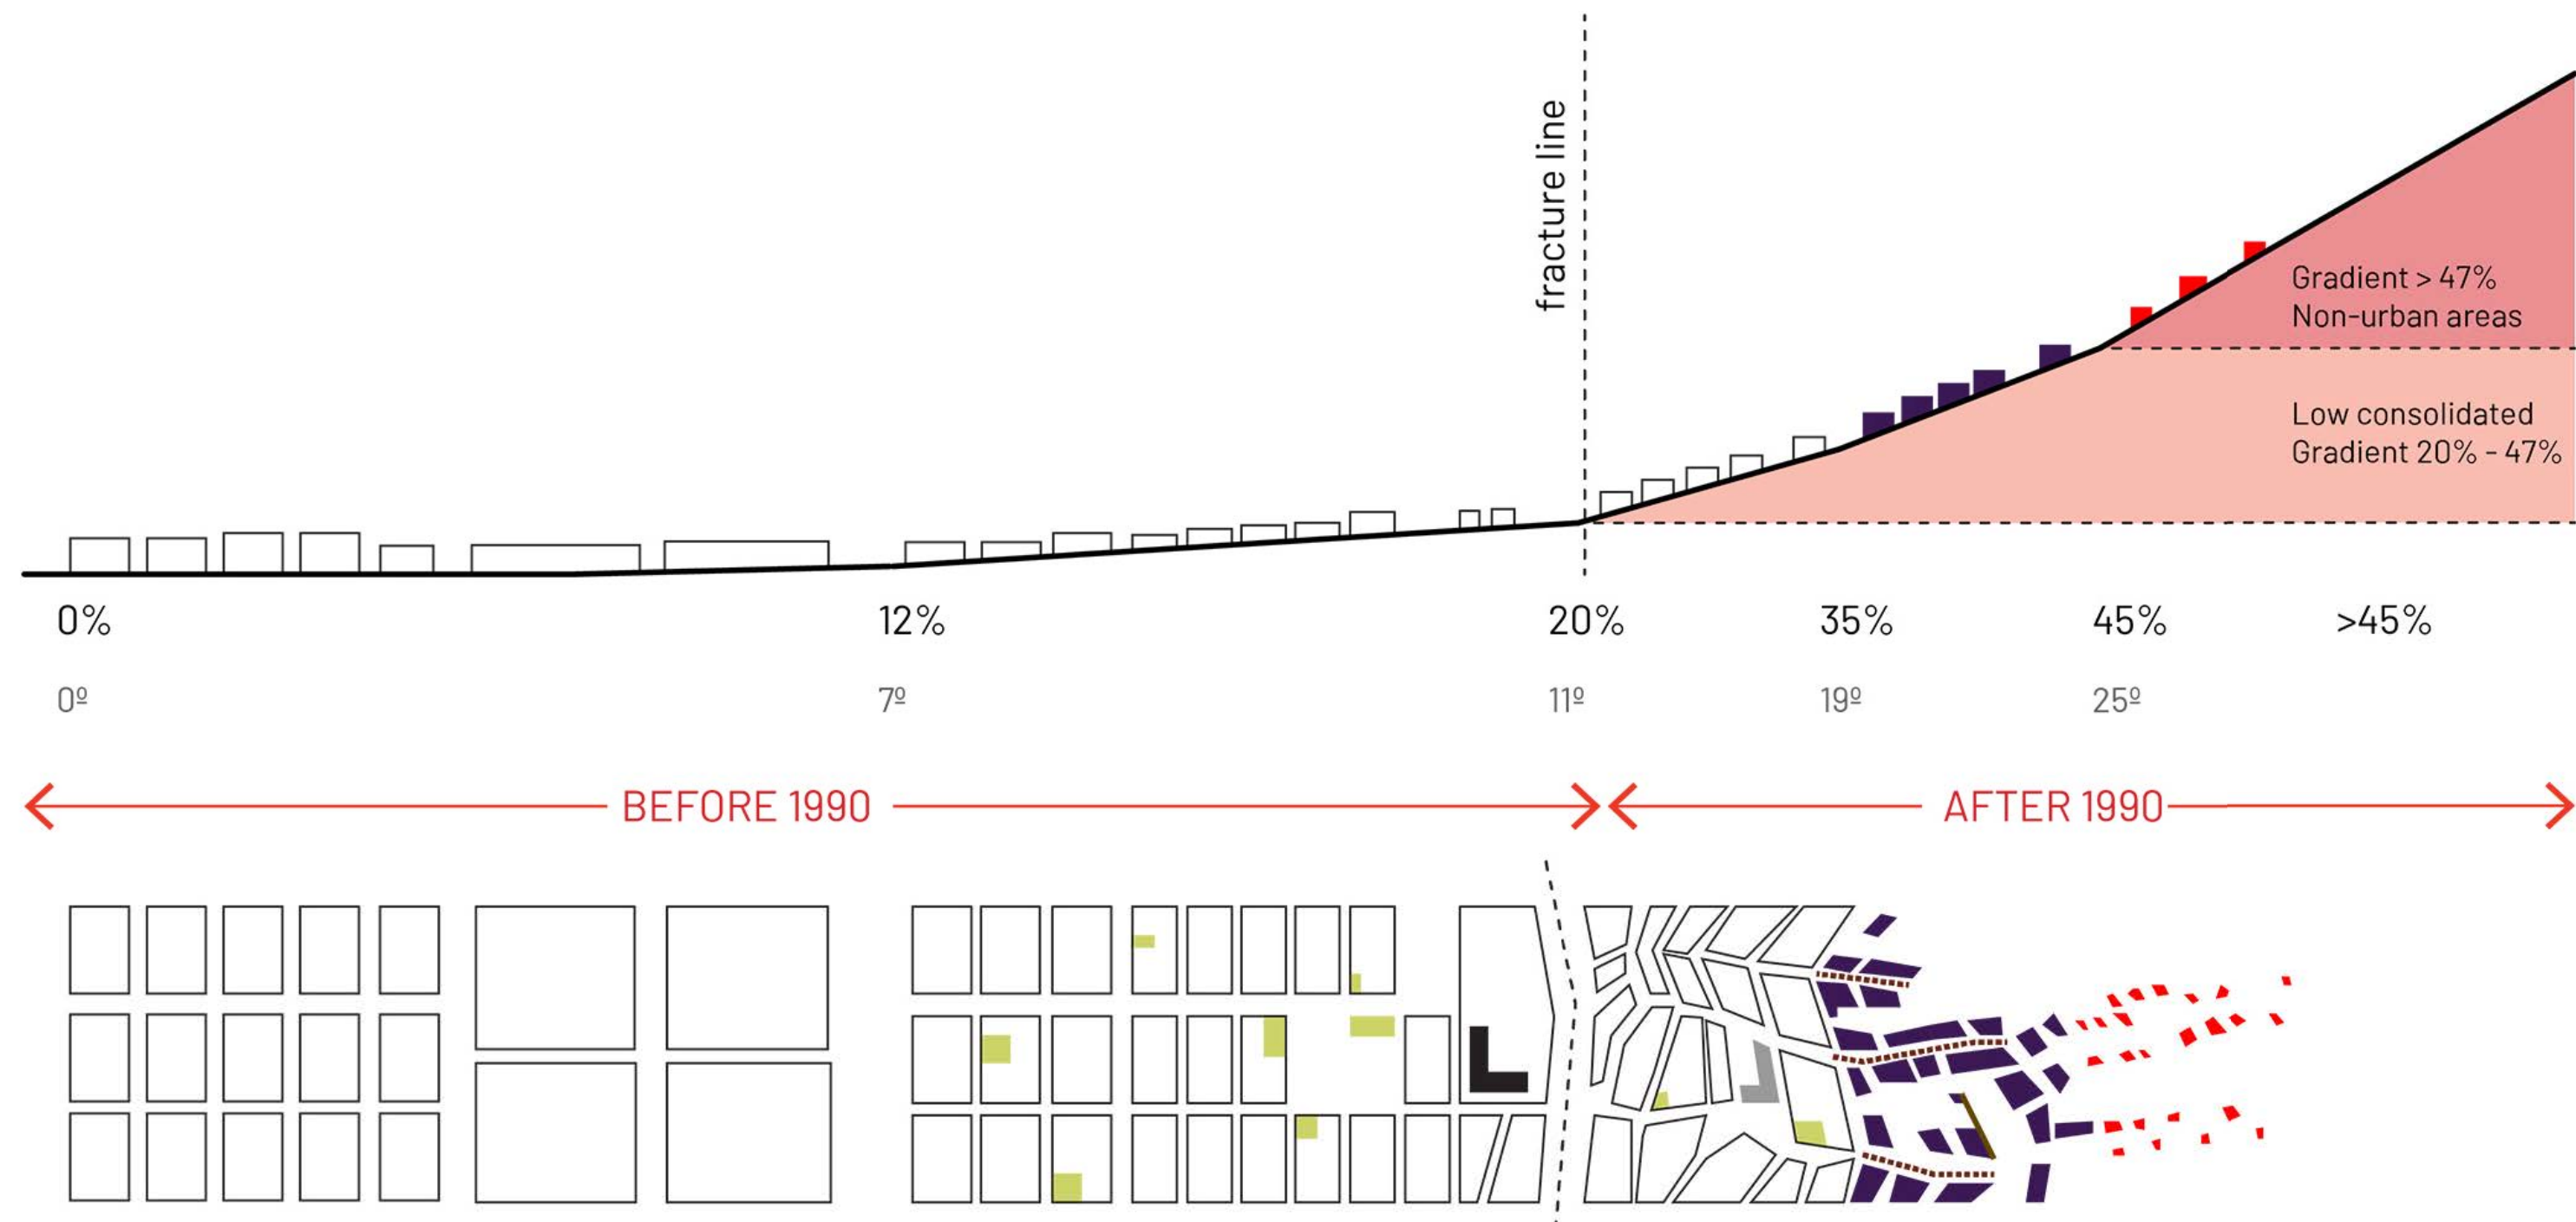 fracture line
Gradient > 47%
Non-urban areas
Low consolidated
Gradient 20% - 47%
0% 12% 20% 35% 45% >45%
0º 7º 11º 19º 25º
BEFORE 1990 AFTER 1990